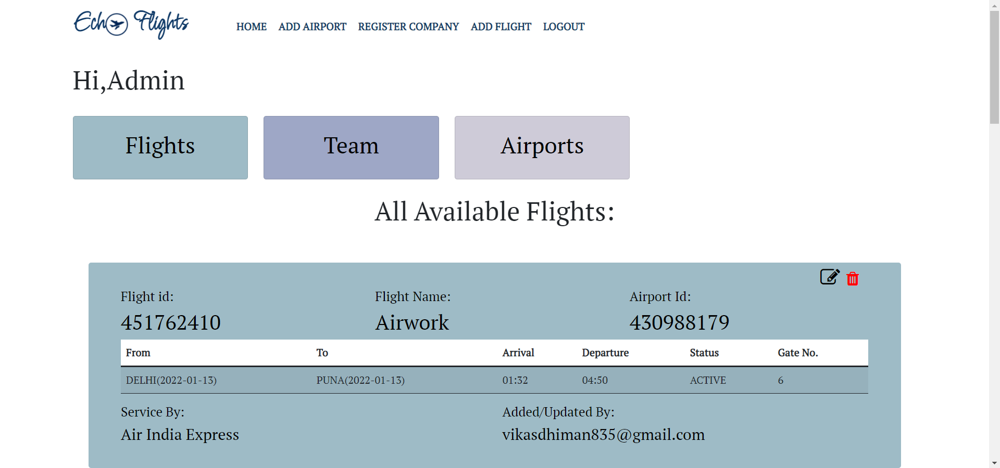 Echo Flights
HOME ADD AIRPORT REGISTER COMPANY ADD FLIGHT LOGOUT
Hi,Admin
Flights Team Airports
All Available Flights:
Flight id: Flight Name: Airport Id:
451762410 Airwork 430988179
From To Arrival Departure Status Gate No.
DELHI(2022-01-13) PUNA(2022-01-13) 01:32 04:50 ACTIVE 6
Service By: Added/Updated By:
Air India Express vikasdhiman835@gmail.com